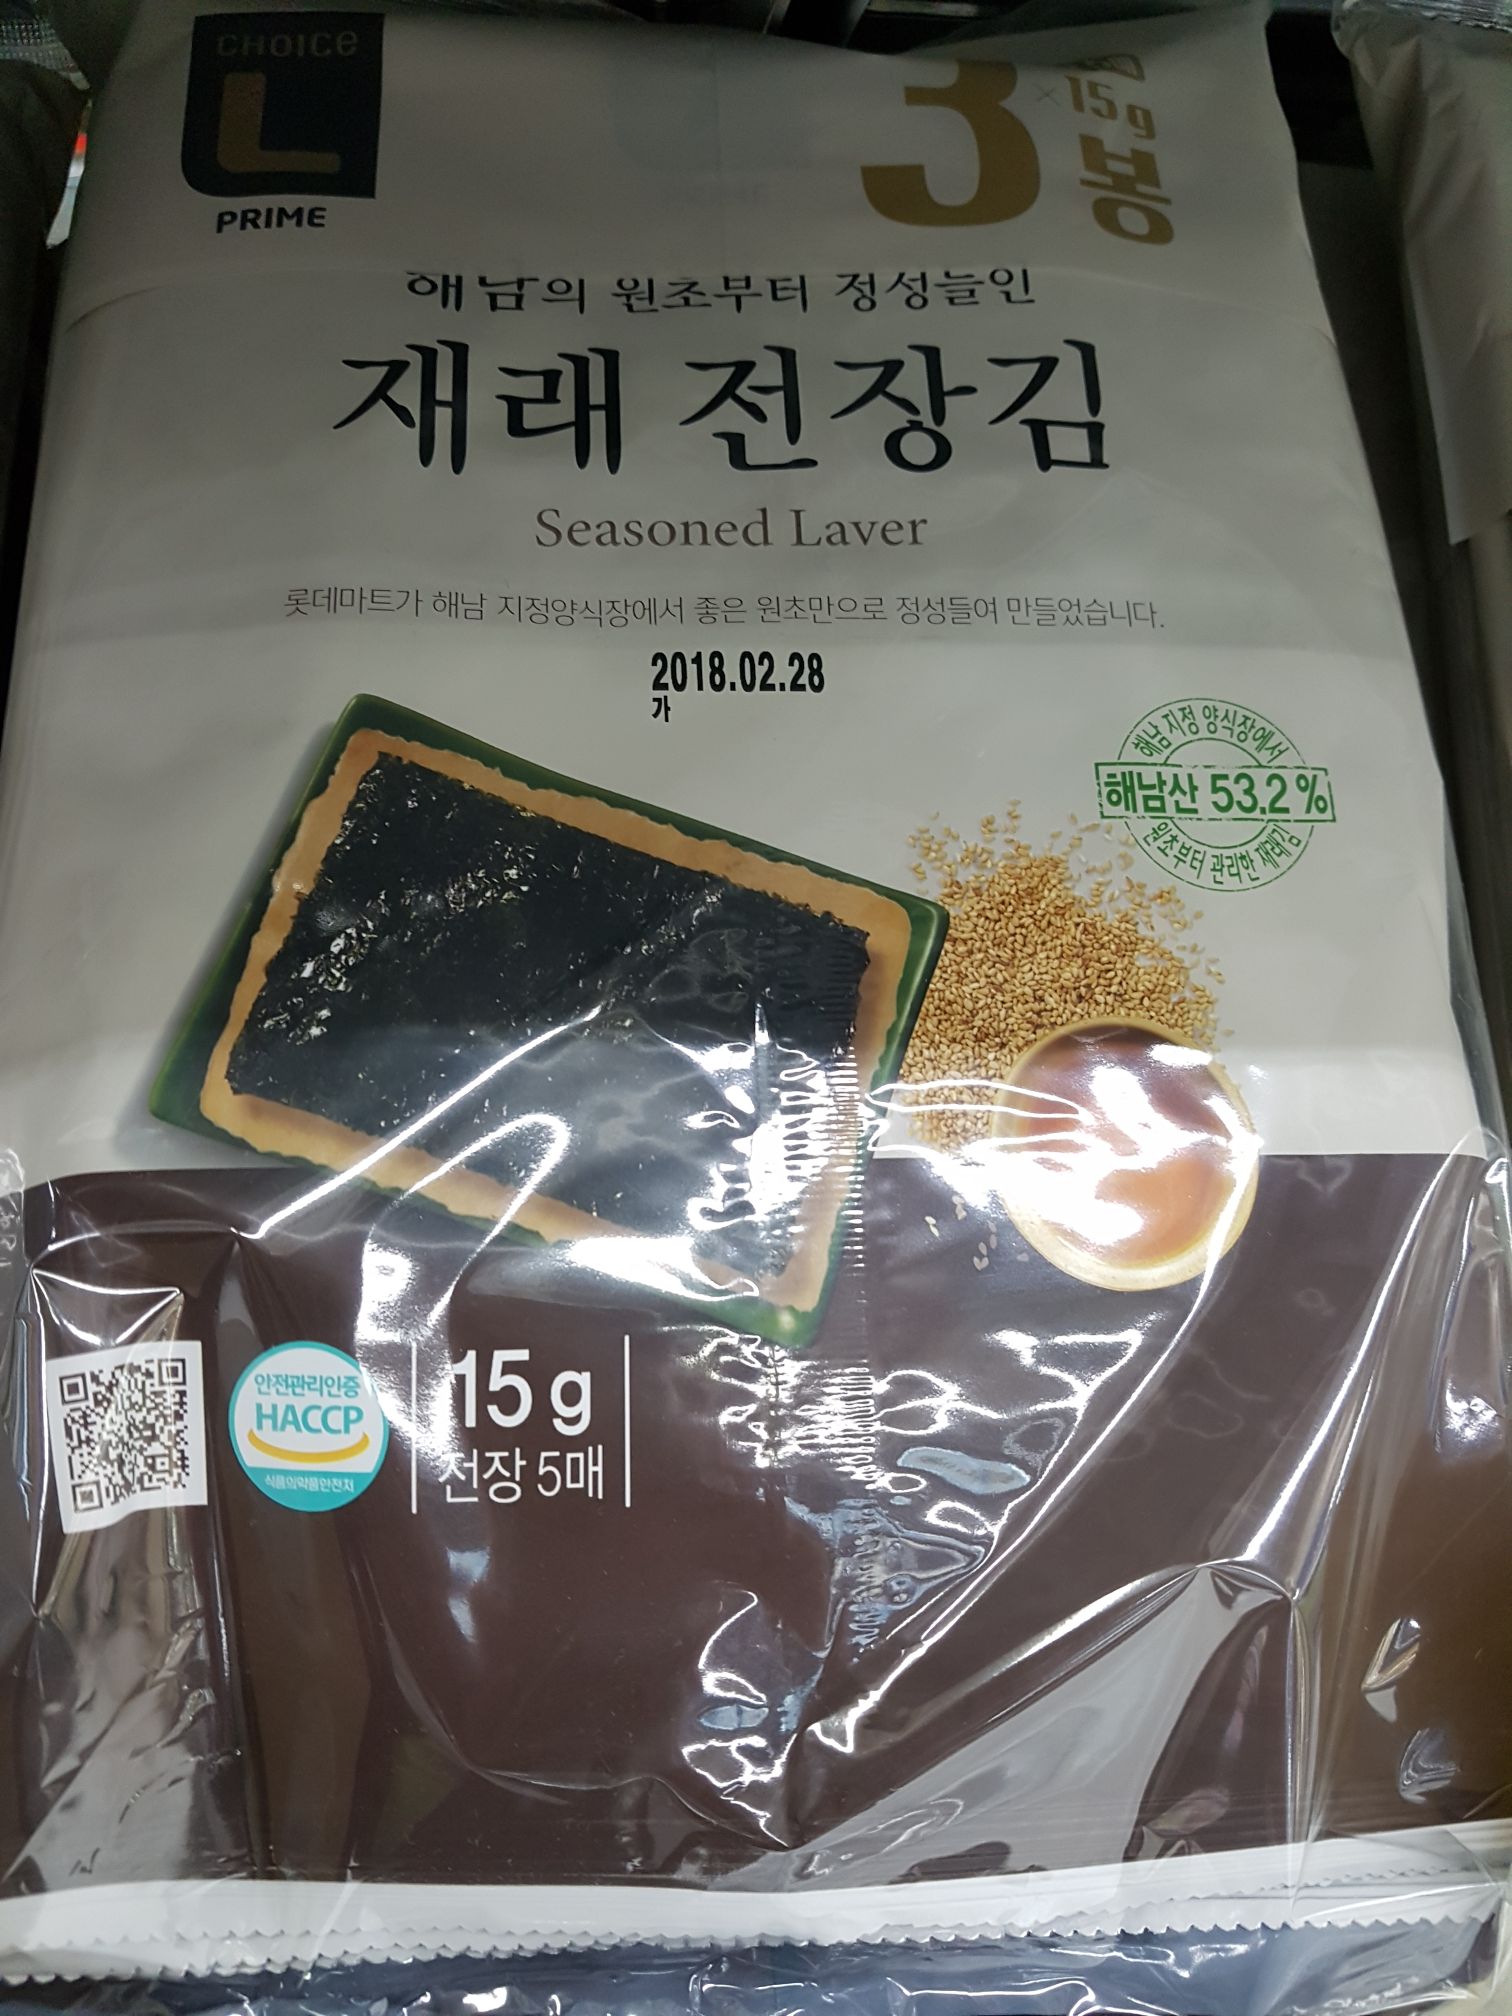 CHOICE
L
PRIME
3
×15g
봉
해남의 원초부터 정성들인
재래 전장김
Seasoned Laver
롯데마트가 해남 지정양식장에서 좋은 원초만으로 정성들여 만들었습니다.
2018.02.28
가
해남 지정 양식장에서
해남산 53.2%
원초부터 관리한 재래김
안전관리인증
HACCP
식품의약품안전처
15g
전장 5매